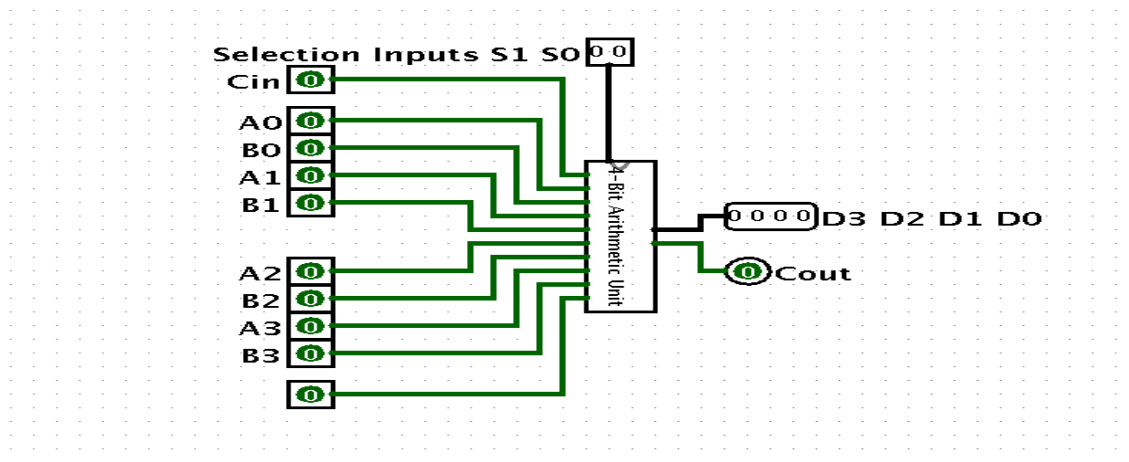 Selection Inputs S1 S0 0 0
Cin 0
A0 0
B0 0
A1 0
B1 0
4-Bit Arithmetic Unit
0 0 0 0 D3 D2 D1 D0
0 Cout
A2 0
B2 0
A3 0
B3 0
0